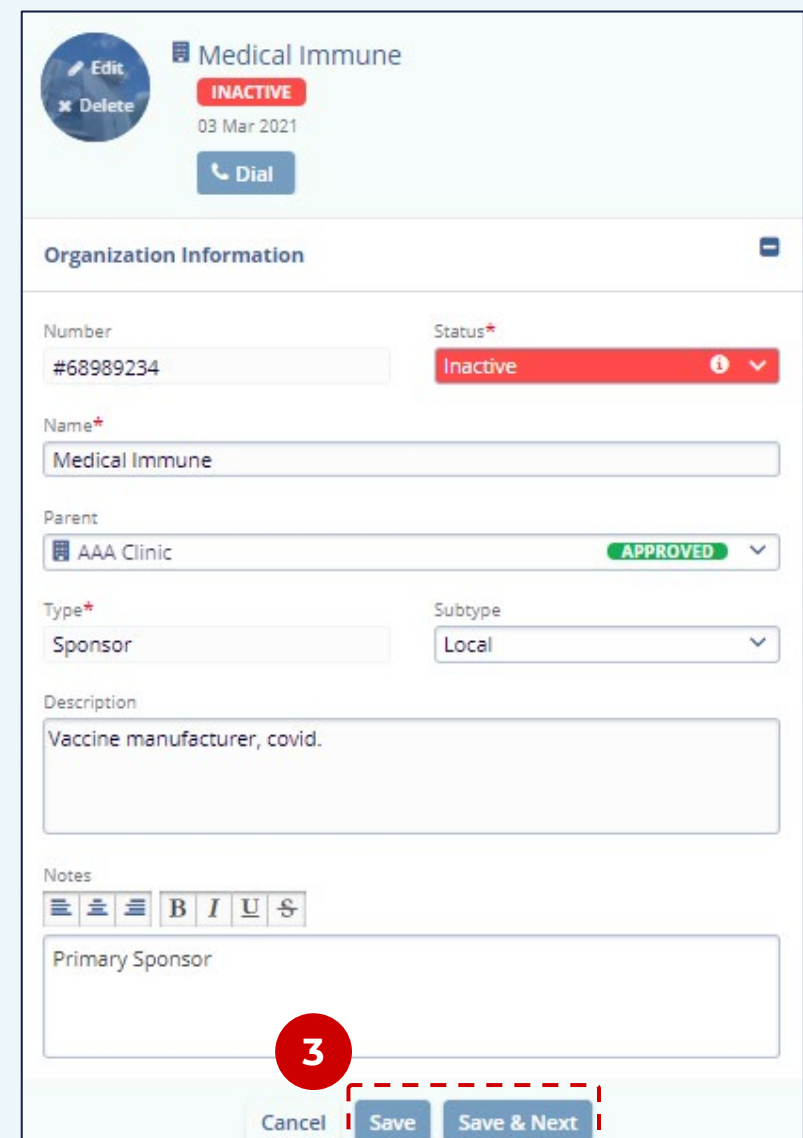 Edit
Delete
Medical Immune
INACTIVE
03 Mar 2021
Dial
Organization Information
Number
Status*
#68989234
Inactive
Name*
Medical Immune
Parent
AAA Clinic
APPROVED
Type*
Subtype
Sponsor
Local
Description
Vaccine manufacturer, covid.
Notes
B I U S
Primary Sponsor
3
Cancel
Save
Save & Next